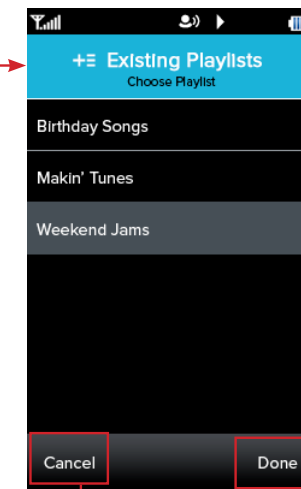 Existing Playlists
Choose Playlist
Birthday Songs
Makin' Tunes
Weekend Jams
Cancel
Done